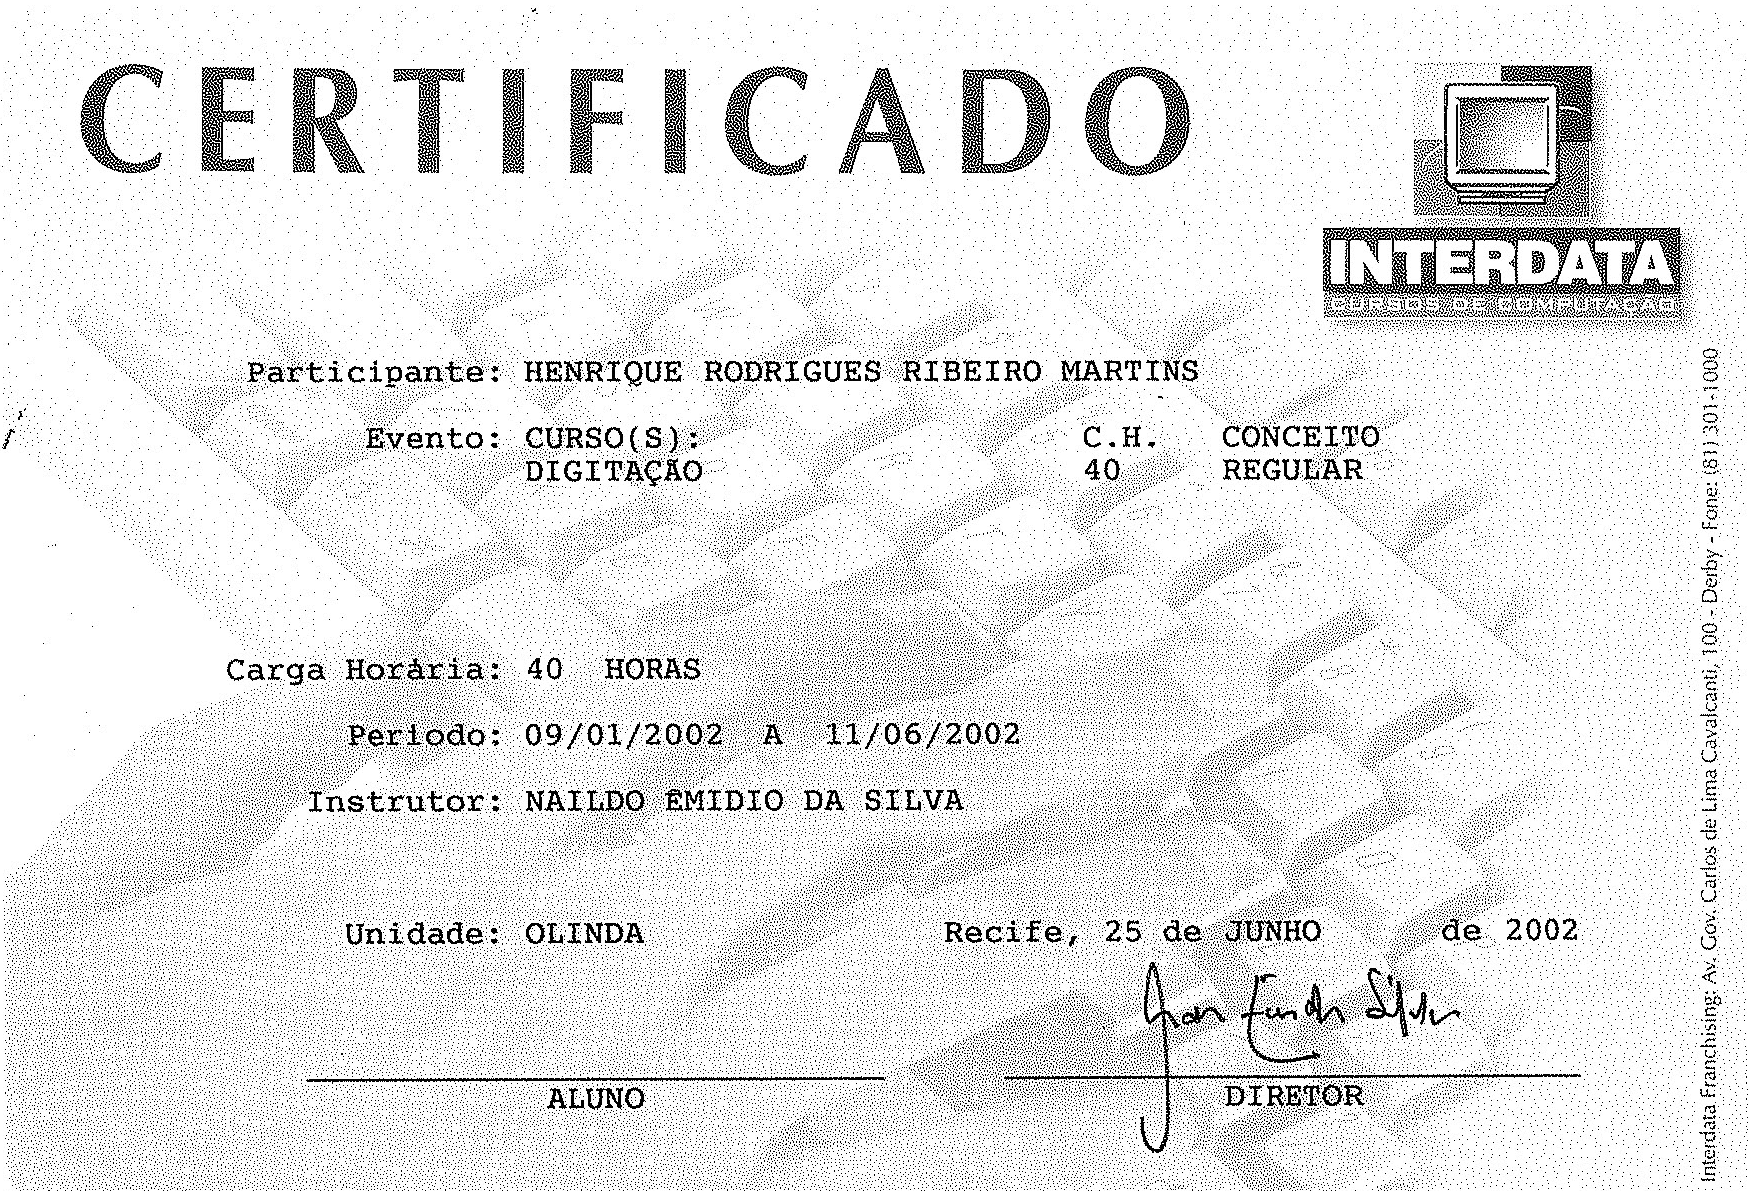 CERTIFICADO
INTERDATA
CURSOS DE COMPUTAÇÃO
Participante: HENRIQUE RODRIGUES RIBEIRO MARTINS
Evento: CURSO(S): C.H. CONCEITO
DIGITAÇÃO 40 REGULAR
Carga Horária: 40 HORAS
Periodo: 09/01/2002 A 11/06/2002
Instrutor: NAILDO EMIDIO DA SILVA
Unidade: OLINDA Recife, 25 de JUNHO de 2002
ALUNO DIRETOR
Interdata Franchising: Av. Gov. Carlos de Lima Cavalcanti, 100 - Derby - Fone: (81) 301-1000